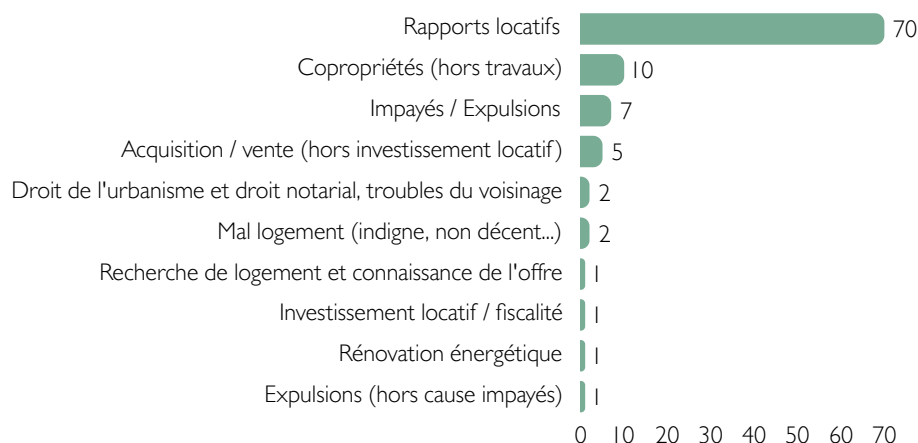 Rapports locatifs 70
Copropriétés (hors travaux) 10
Impayés / Expulsions 7
Acquisition / vente (hors investissement locatif) 5
Droit de l'urbanisme et droit notarial, troubles du voisinage 2
Mal logement (indigne, non décent...) 2
Recherche de logement et connaissance de l'offre 1
Investissement locatif / fiscalité 1
Rénovation énergétique 1
Expulsions (hors cause impayés) 1
0 10 20 30 40 50 60 70